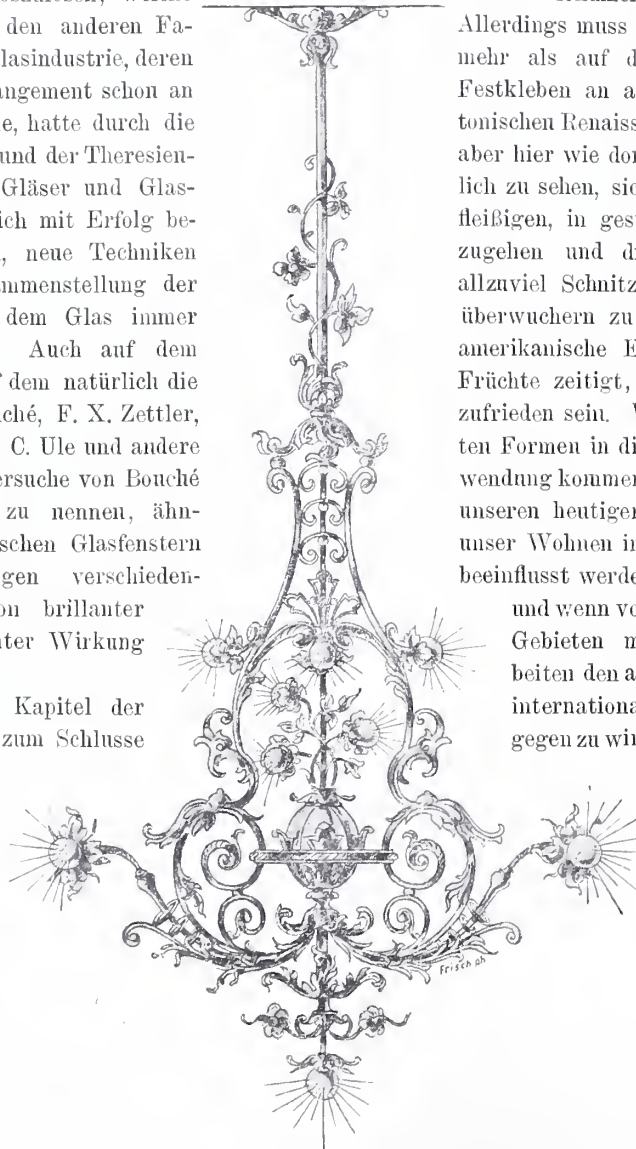 den anderen Fa-
lasindustrie, deren
angement schon an
e, hatte durch die
und der Theresien-
Gläser und Glas-
ich mit Erfolg be-
, neue Techniken
mmenstellung der
dem Glas immer
Auch auf dem
f dem natürlich die
ché, F. X. Zettler,
C. Ule und andere
ersuche von Bouché
zu nennen, ähn-
schen Glasfenstern
gen verschieden-
on brillanter
nter Wirkung
Kapitel der
zum Schlusse
Allerdings muss
mehr als auf d
Festkleben an a
tonischen Renaiss
aber hier wie dor
lich zu sehen, sic
fleißigen, in ges
zugehen und di
allzuviel Schnitz
überwuchern zu
amerikanische E
Früchte zeitigt,
zufrieden sein. W
ten Formen in di
wendung kommen
unseren heutigen
unser Wohnen in
beeinflusst werde
und wenn vo
Gebieten m
beiten den a
internationa
gegen zu wir
Frisch ph